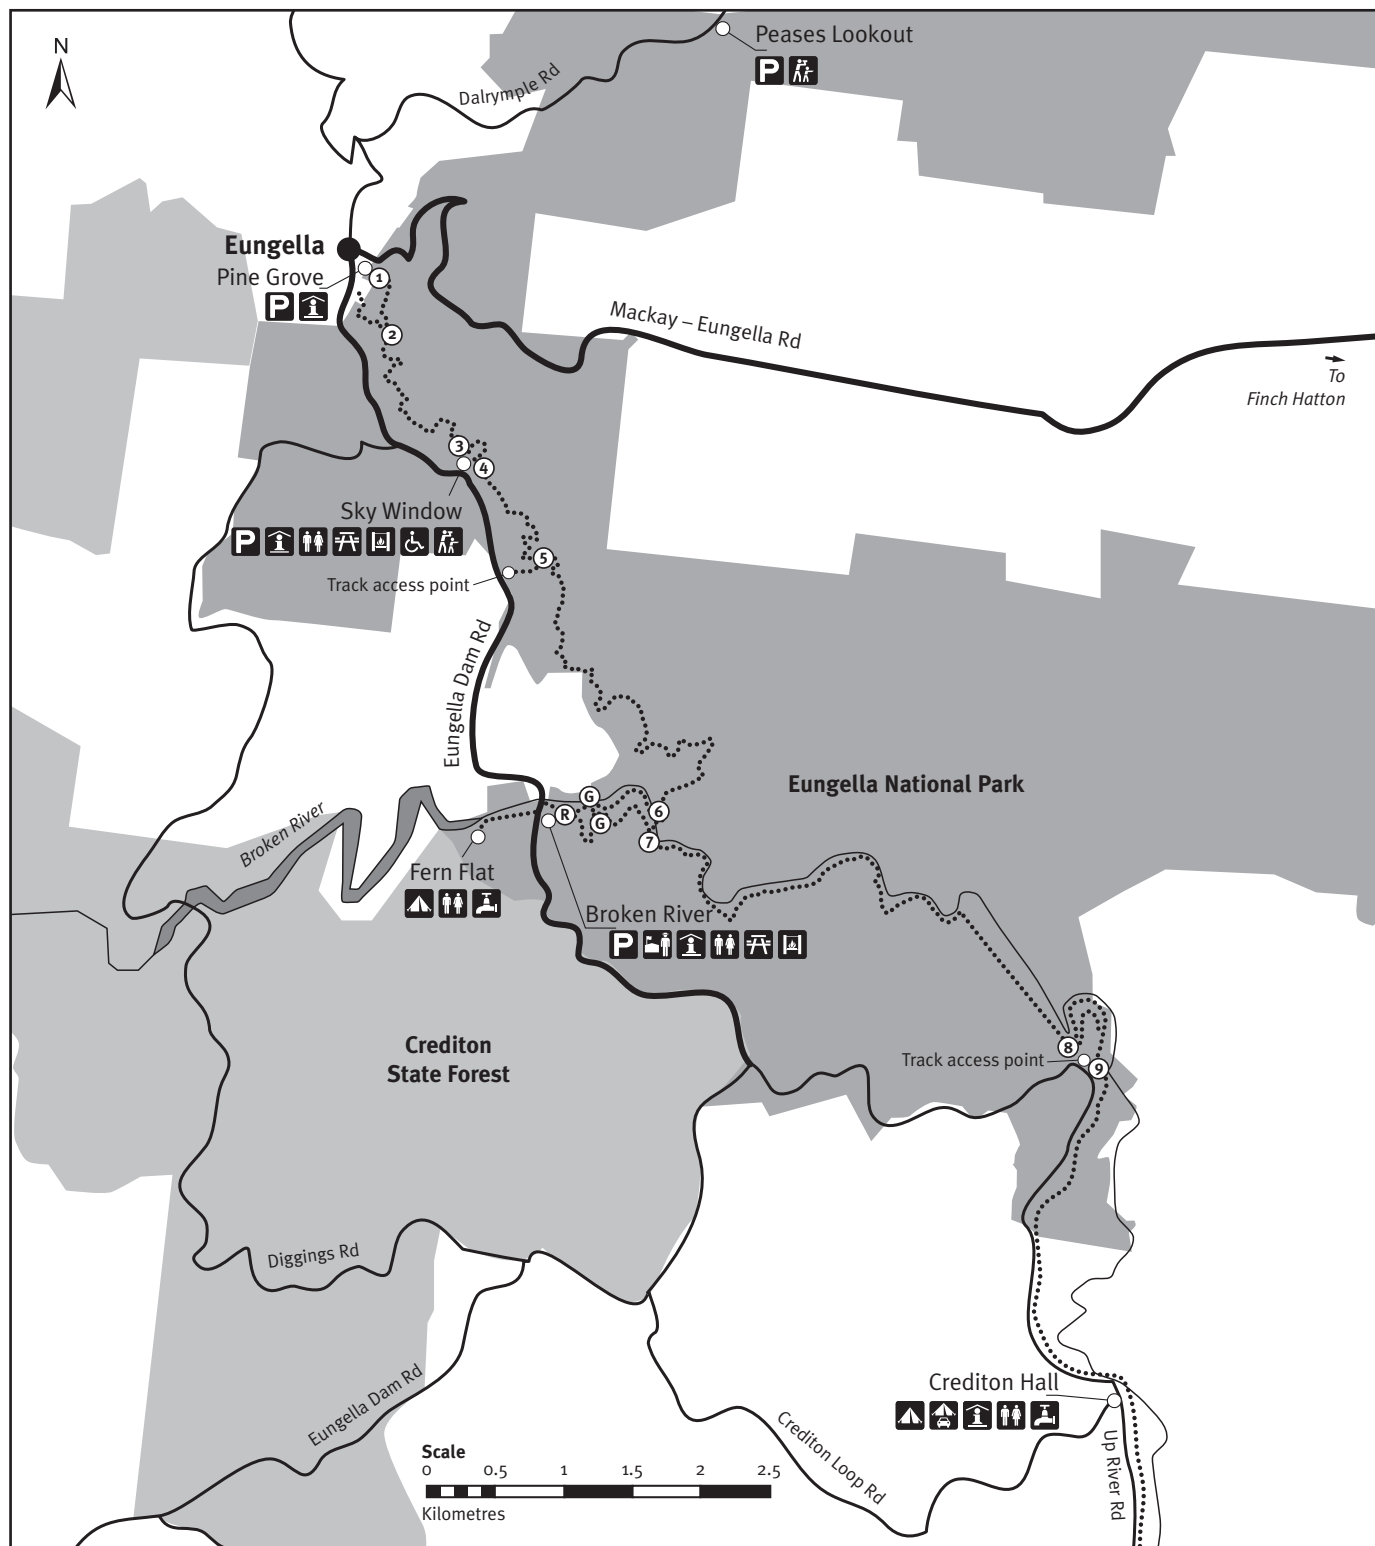 N
Peases Lookout
P
Dalrymple Rd
Eungella
Pine Grove
P
1
2
Mackay – Eungella Rd
To
Finch Hatton
3
4
Sky Window
P
5
Track access point
Eungella Dam Rd
Eungella National Park
G
R
G
6
7
Broken River
Fern Flat
Broken River
P
Crediton
State Forest
8
Track access point
9
Diggings Rd
Crediton Hall
Eungella Dam Rd
Crediton Loop Rd
Up River Rd
Scale
0 0.5 1 1.5 2 2.5
Kilometres